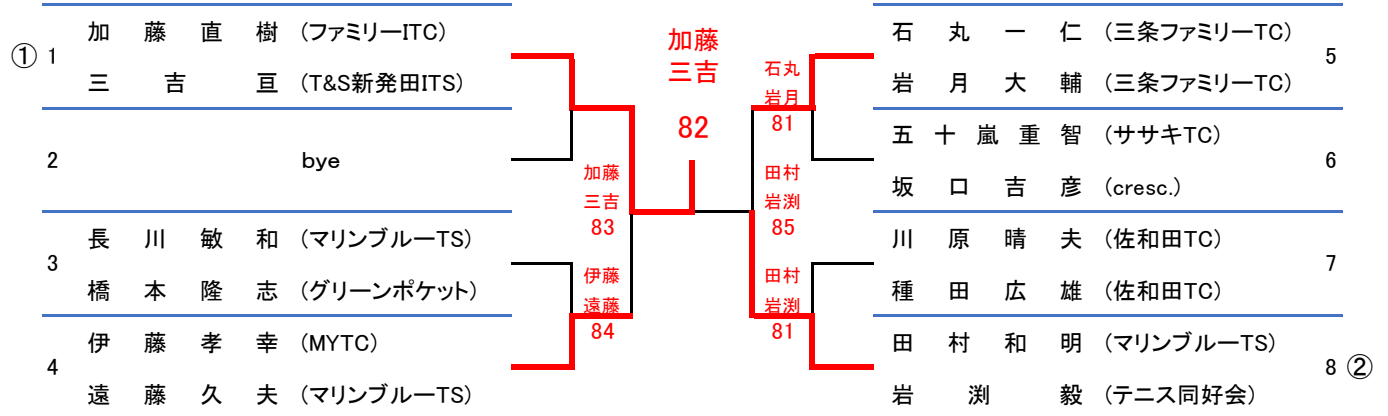 ① 1
加藤直樹 (ファミリーITC)
三吉亘 (T&S新発田ITS)
2
bye
3
長川敏和 (マリンブルーTS)
橋本隆志 (グリーンポケット)
4
伊藤孝幸 (MYTC)
遠藤久夫 (マリンブルーTS)
加藤
三吉
83
伊藤
遠藤
84
加藤
三吉
82
石丸
岩月
81
田村
岩渕
85
田村
岩渕
81
石丸一仁 (三条ファミリーTC)
岩月大輔 (三条ファミリーTC)
5
五十嵐重智 (ササキTC)
坂口吉彦 (cresc.)
6
川原晴夫 (佐和田TC)
種田広雄 (佐和田TC)
7
田村和明 (マリンブルーTS)
岩渕毅 (テニス同好会)
8 ②